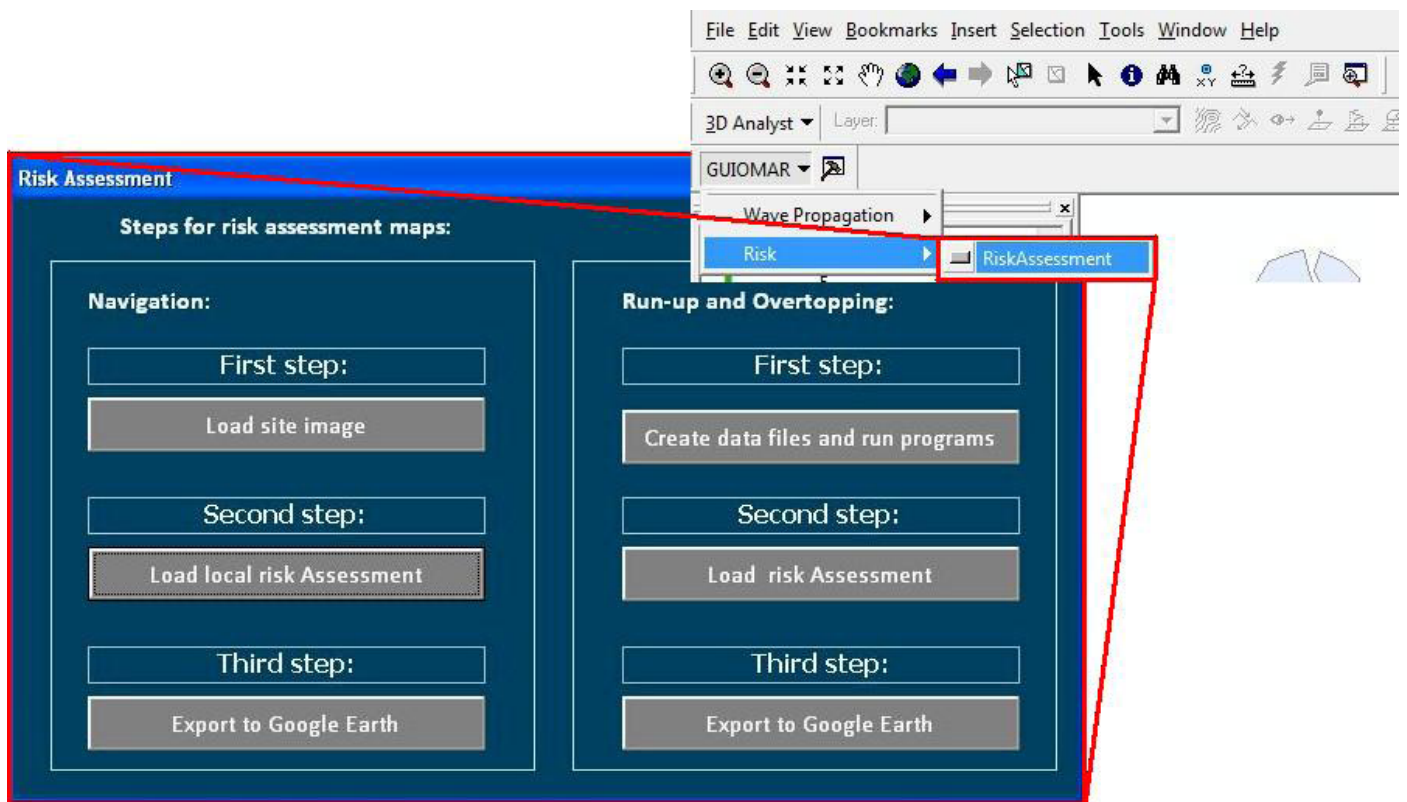 File Edit View Bookmarks Insert Selection Tools Window Help
XY
3D Analyst Layer:
GUIOMAR
Wave Propagation
Risk
RiskAssessment
Risk Assessment
Steps for risk assessment maps:
Navigation:
First step:
Load site image
Second step:
Load local risk Assessment
Third step:
Export to Google Earth
Run-up and Overtopping:
First step:
Create data files and run programs
Second step:
Load risk Assessment
Third step:
Export to Google Earth